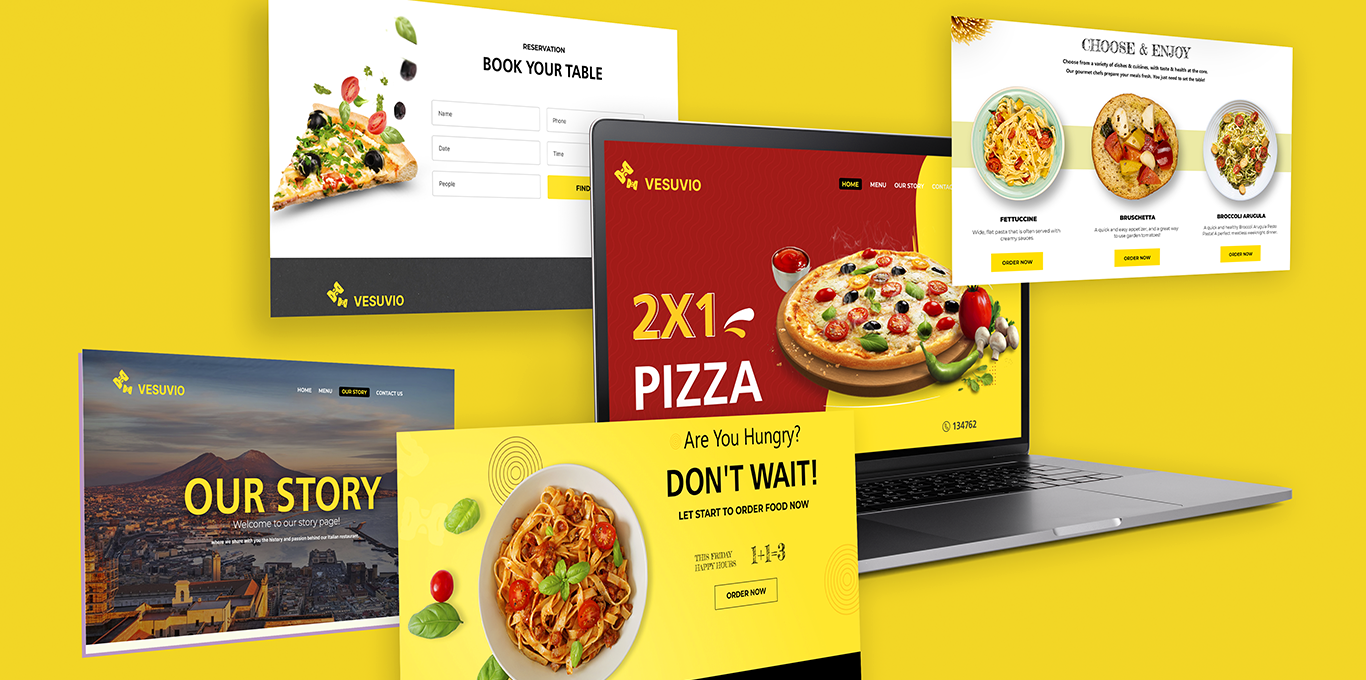 RESERVATION
BOOK YOUR TABLE
Name
Phone
Date
Time
People
FIND
VESUVIO
CHOOSE & ENJOY
Choose from a variety of dishes & cuisines, with taste & health at the core.
Our gourmet chefs prepare your meals fresh. You just need to set the table!
FETTUCCINE
Wide, flat pasta that is often served with
creamy sauces.
ORDER NOW
BRUSCHETTA
A quick and easy appetizer, and a great way
to use garden tomatoes!
ORDER NOW
BROCCOLI ARUGULA
A quick and healthy Broccoli Arugula Pesto
Pasta! A perfect meatless weeknight dinner.
ORDER NOW
VESUVIO
HOME MENU OUR STORY CONTAC
2X1
PIZZA
134762
VESUVIO
HOME MENU OUR STORY CONTACT US
OUR STORY
Welcome to our story page!
where we share with you the history and passion behind our Italian restaurant
Are You Hungry?
DON'T WAIT!
LET START TO ORDER FOOD NOW
THIS FRIDAY
HAPPY HOURS
1+1=3
ORDER NOW